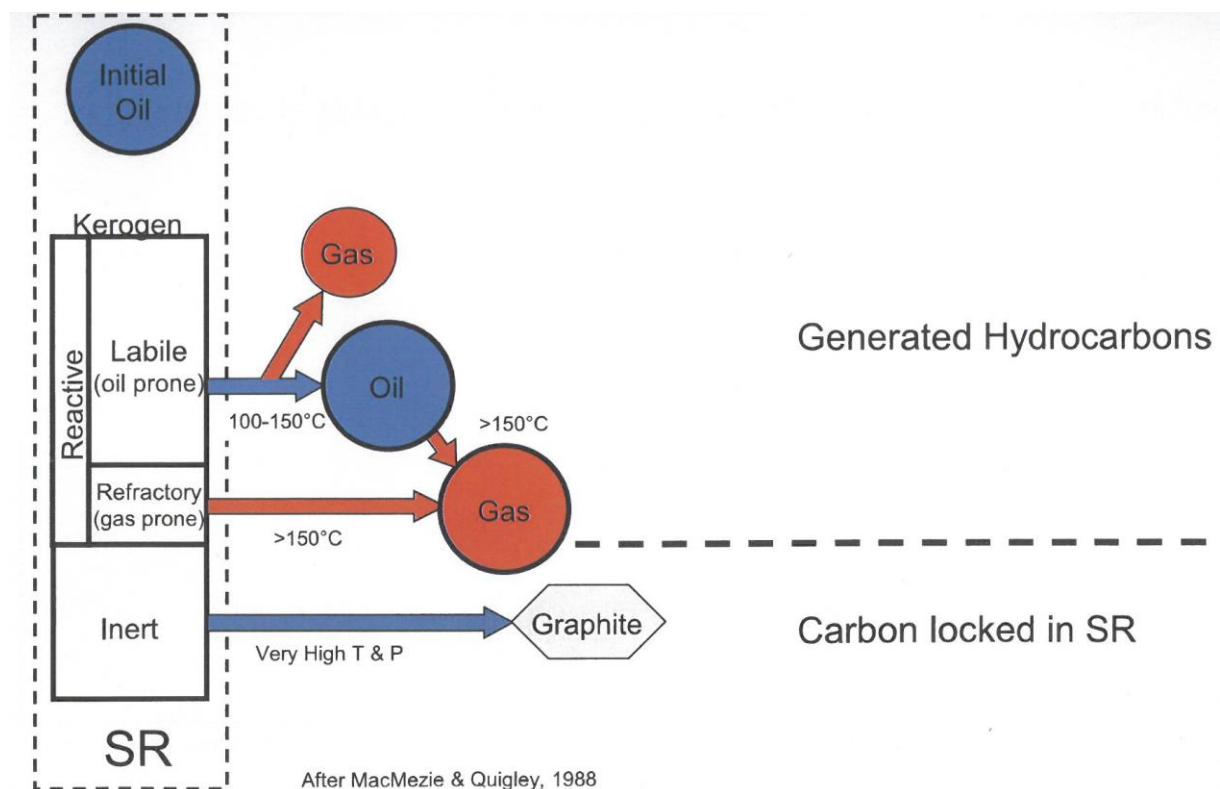 Initial
Oil
Kerogen
Reactive
Labile
(oil prone)
Refractory
(gas prone)
Inert
SR
Gas
100-150°C
Oil
>150°C
>150°C
Gas
Very High T & P
Graphite
Generated Hydrocarbons
Carbon locked in SR
After MacMezie & Quigley, 1988